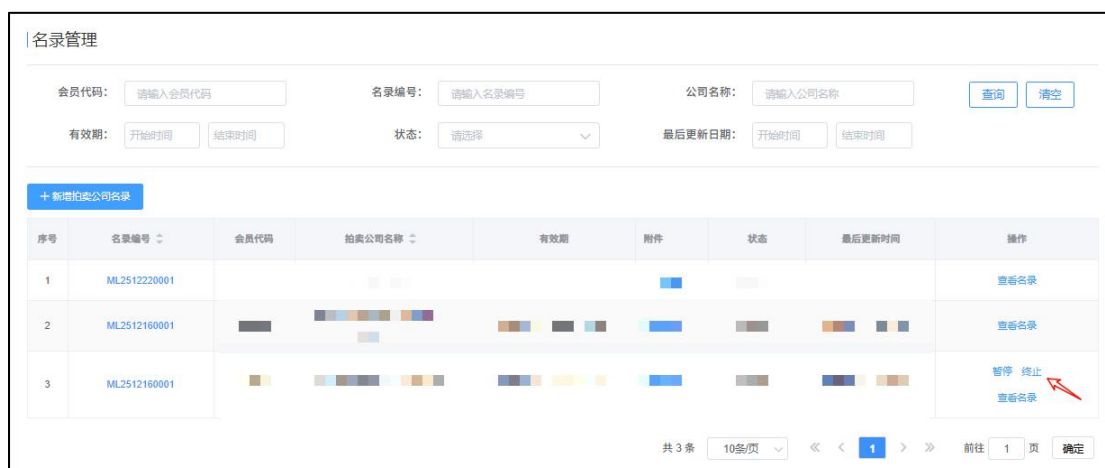 名录管理
会员代码： 请输入会员代码 名录编号： 请输入名录编号 公司名称： 请输入公司名称 查询 清空
有效期： 开始时间 结束时间 状态： 请选择 最后更新日期： 开始时间 结束时间
+ 新增拍卖公司名录
序号 名录编号 会员代码 拍卖公司名称 有效期 附件 状态 最后更新时间 操作
1 ML2512220001 查看名录
2 ML2512160001 查看名录
3 ML2512160001 暂停 终止
查看名录
共 3 条 10条/页 1 前往 1 页 确定